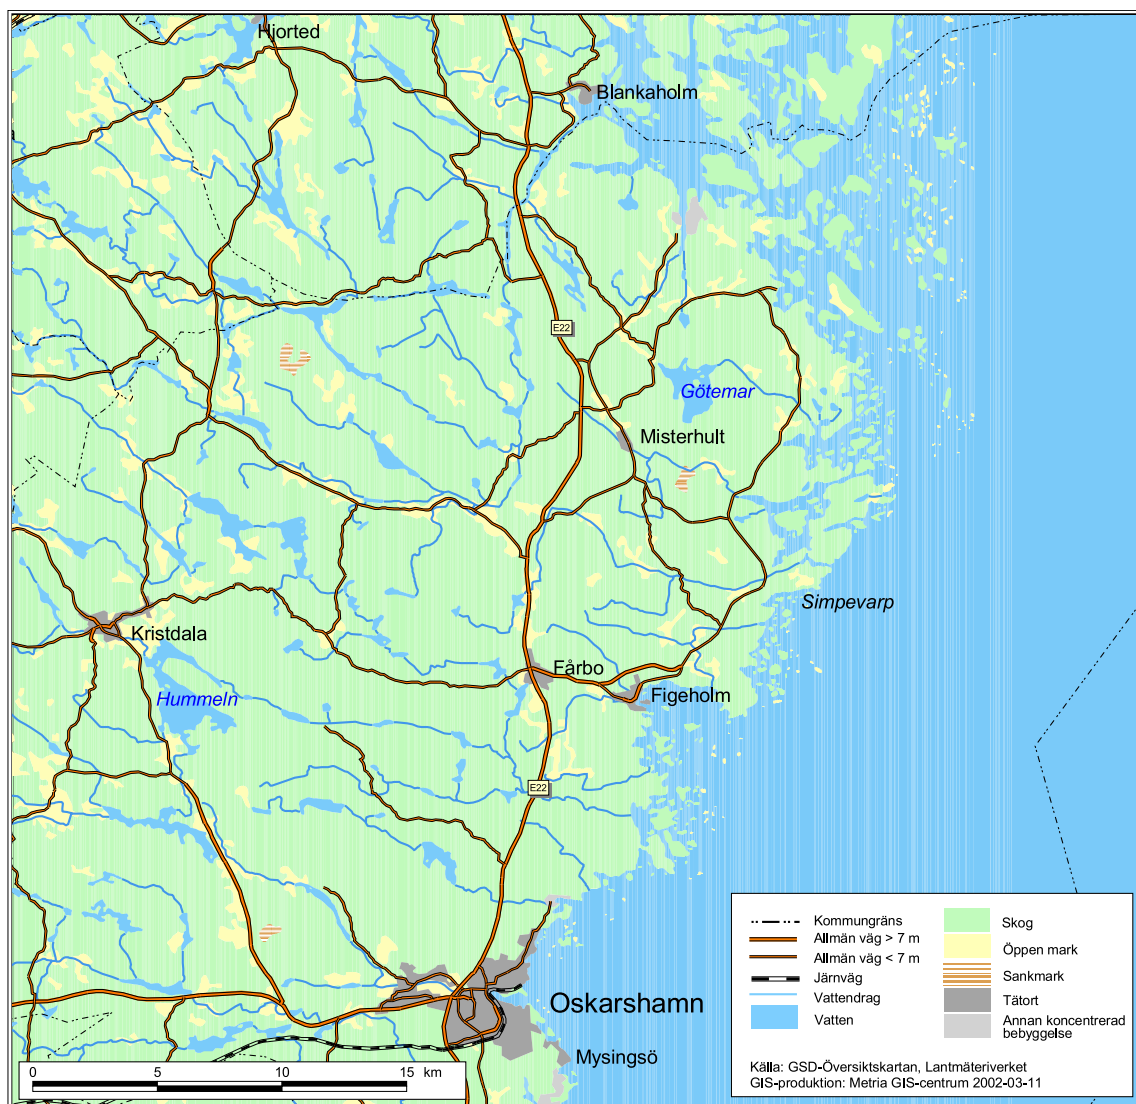 Hjorted
Blankaholm
E22
Götemar
Misterhult
Simpevarp
Kristdala
Fårbo
Hummeln
Figeholm
E22
Oskarshamn
Mysingsö
Kommungräns
Allmän väg > 7 m
Allmän väg < 7 m
Järnväg
Vattendrag
Vatten
Skog
Öppen mark
Sankmark
Tätort
Annan koncentrerad
bebyggelse
Källa: GSD-Översiktskartan, Lantmäteriverket
GIS-produktion: Metria GIS-centrum 2002-03-11
0 5 10 15 km